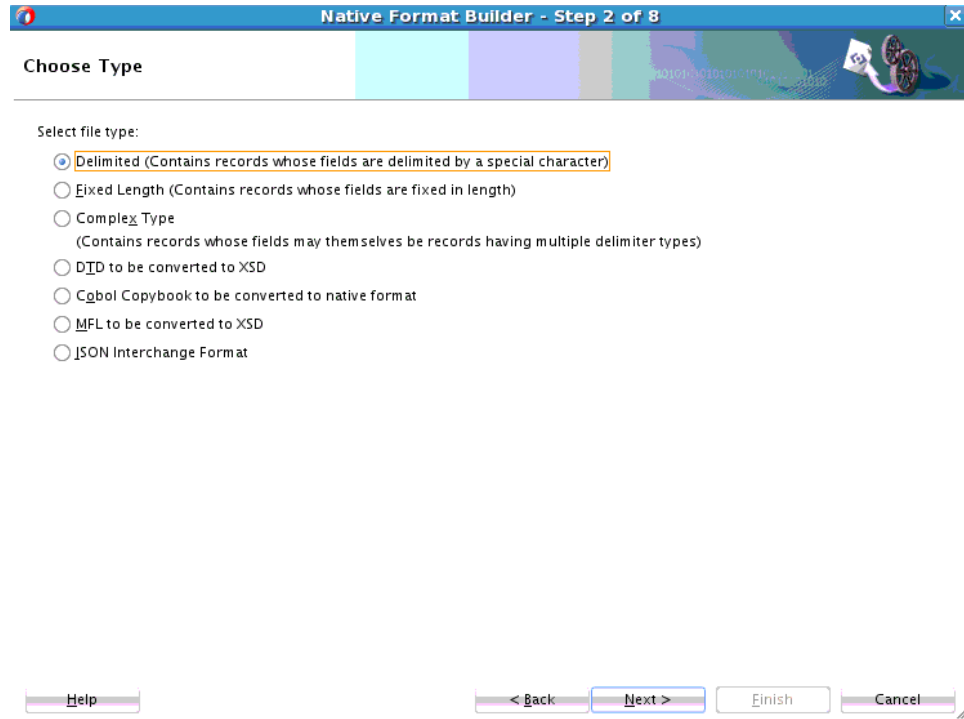 Native Format Builder - Step 2 of 8
Choose Type
Select file type:
Delimited (Contains records whose fields are delimited by a special character)
Fixed Length (Contains records whose fields are fixed in length)
Complex Type
(Contains records whose fields may themselves be records having multiple delimiter types)
DTD to be converted to XSD
Cobol Copybook to be converted to native format
MFL to be converted to XSD
JSON Interchange Format
Help < Back Next > Finish Cancel